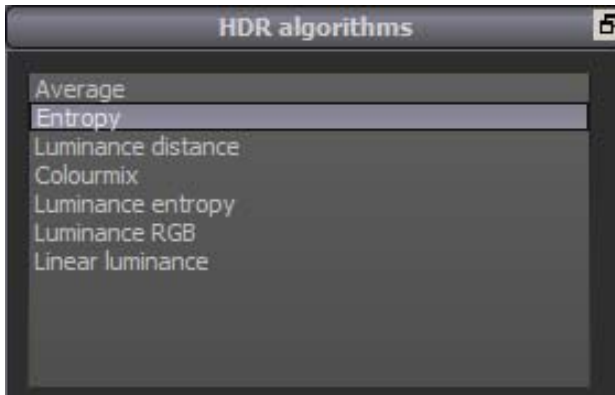 HDR algorithms
Average
Entropy
Luminance distance
Colourmix
Luminance entropy
Luminance RGB
Linear luminance